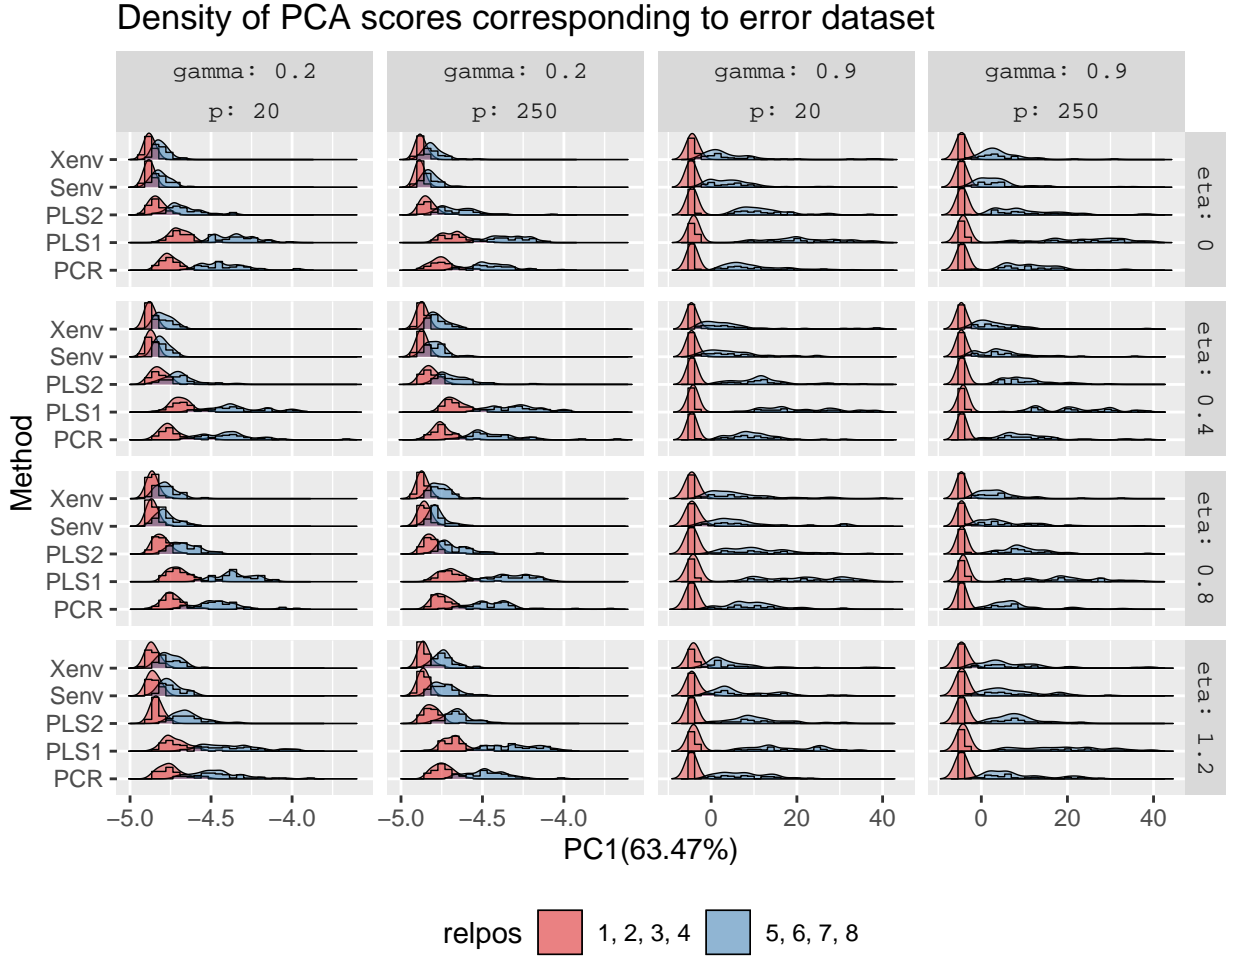 Density of PCA scores corresponding to error dataset
gamma: 0.2 gamma: 0.2 gamma: 0.9 gamma: 0.9
p: 20 p: 250 p: 20 p: 250
Method
Xenv
Senv
PLS2
PLS1
PCR
eta: 0
Xenv
Senv
PLS2
PLS1
PCR
eta: 0.4
Xenv
Senv
PLS2
PLS1
PCR
eta: 0.8
Xenv
Senv
PLS2
PLS1
PCR
eta: 1.2
−5.0 −4.5 −4.0 −5.0 −4.5 −4.0 0 20 40 0 20 40
PC1(63.47%)
relpos 1, 2, 3, 4 5, 6, 7, 8